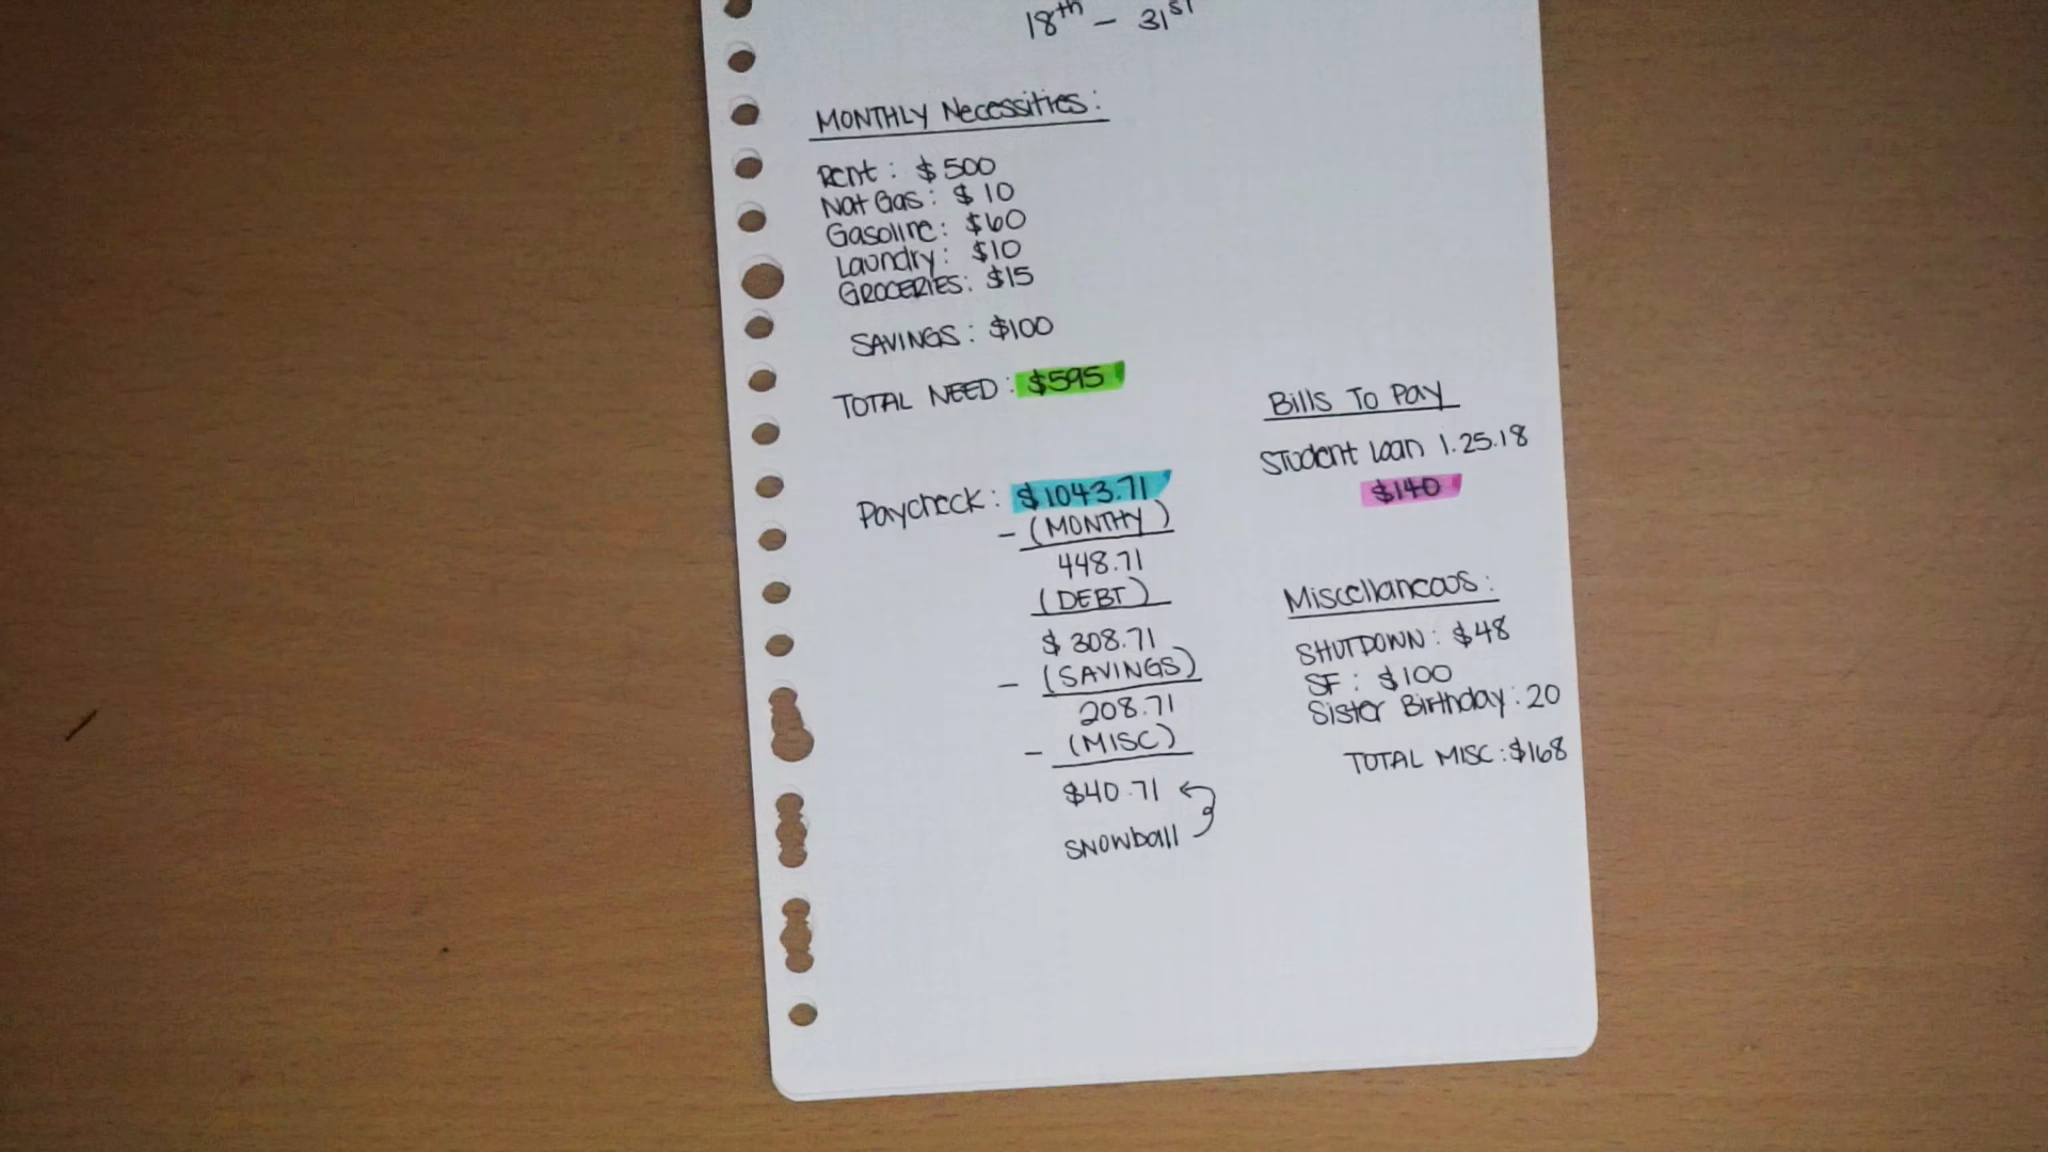 18th - 31st
MONTHLY Necessities:
Rent: $500
Nat Gas: $10
Gasoline: $60
Laundry: $10
GROCERIES: $15
SAVINGS: $100
TOTAL NEED: $595
Bills To Pay
Student Loan 1.25.18
$140
Paycheck: $1043.71
- (MONTHY)
448.71
(DEBT)
$308.71
- (SAVINGS)
208.71
- (MISC)
$40.71
snowball
Miscellaneous:
SHUTDOWN: $48
SF: $100
Sister Birthday: 20
TOTAL MISC: $168